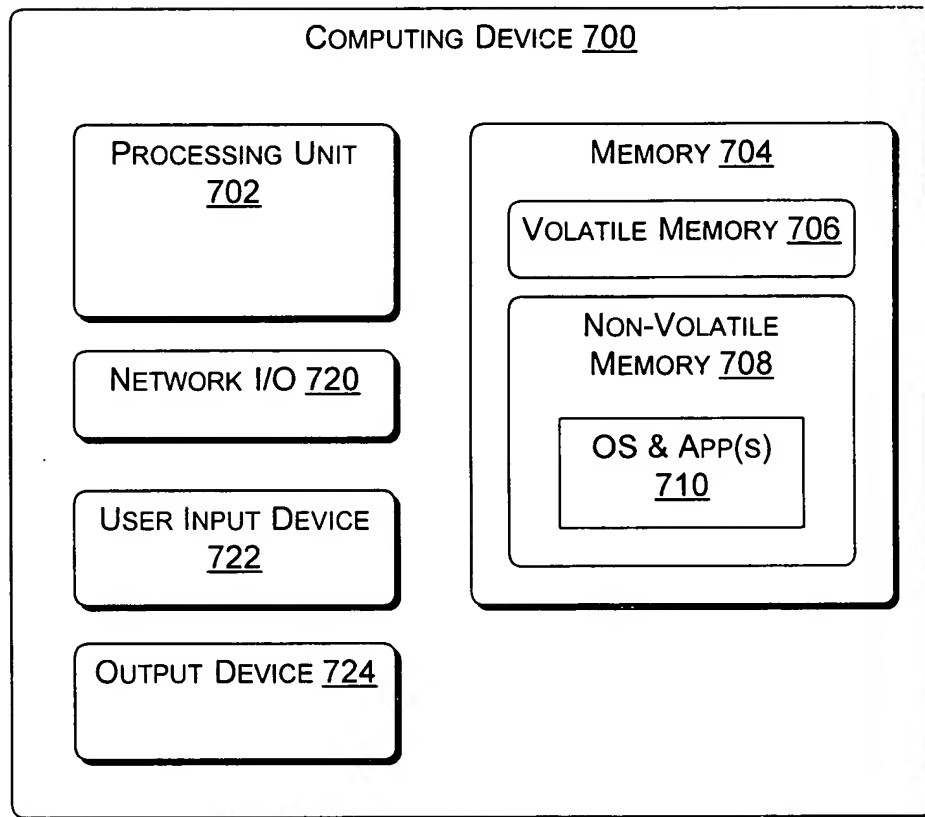 COMPUTING DEVICE 700
PROCESSING UNIT
702
NETWORK I/O 720
USER INPUT DEVICE
722
OUTPUT DEVICE 724
MEMORY 704
VOLATILE MEMORY 706
NON-VOLATILE
MEMORY 708
OS & APP(S)
710